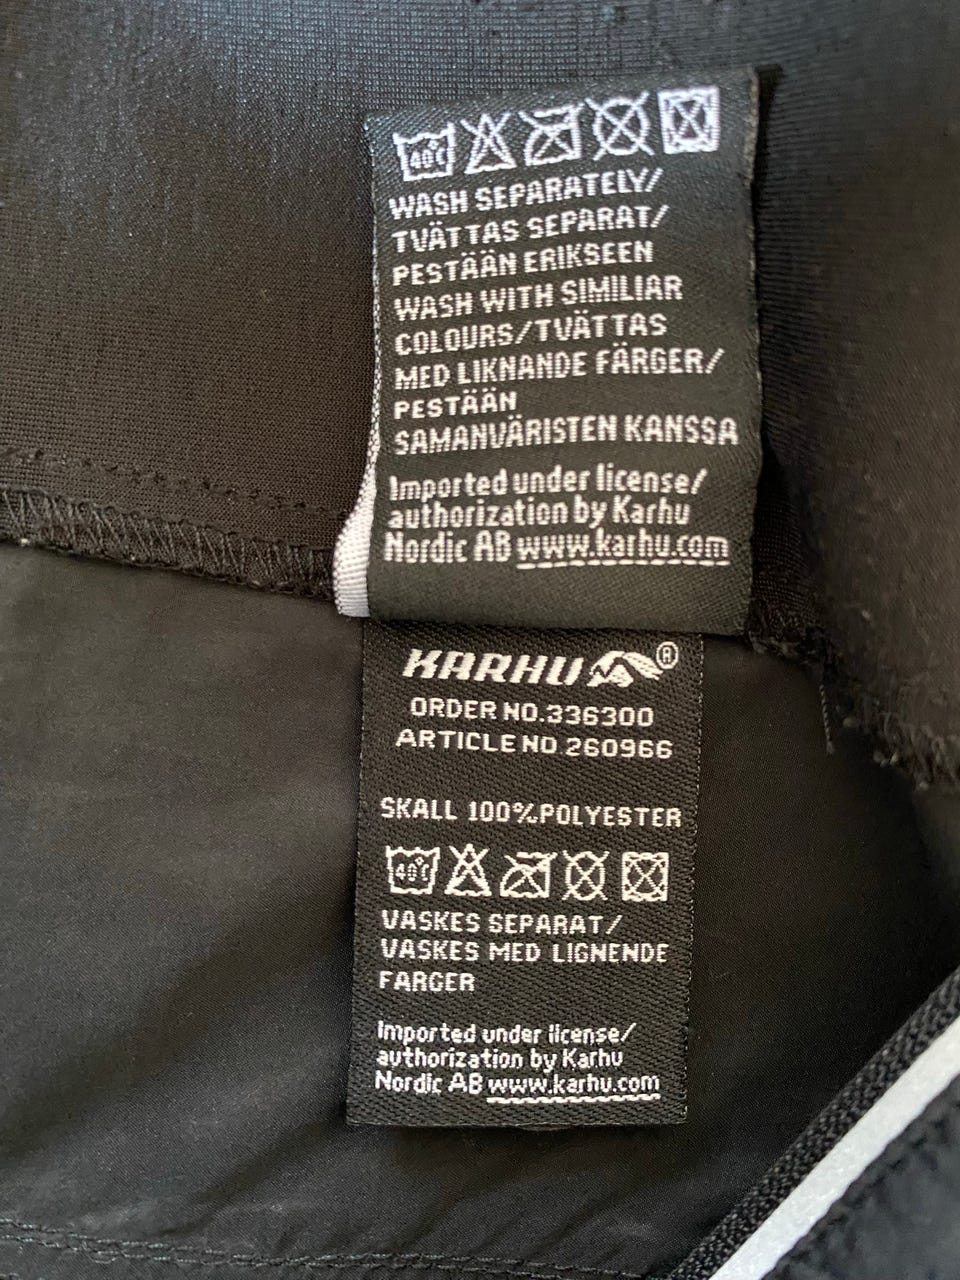 40°C
WASH SEPARATELY/
TVÄTTAS SEPARAT/
PESTÄÄN ERIKSEEN
WASH WITH SIMILIAR
COLOURS/TVÄTTAS
MED LIKNANDE FÄRGER/
PESTÄÄN
SAMANVÄRISTEN KANSSA
Imported under license/
authorization by Karhu
Nordic AB www.karhu.com
KARHU ®
ORDER NO.336300
ARTICLE NO.260966
SKALL 100%POLYESTER
40°C
VASKES SEPARAT/
VASKES MED LIGNENDE
FARGER
Imported under license/
authorization by Karhu
Nordic AB www.karhu.com